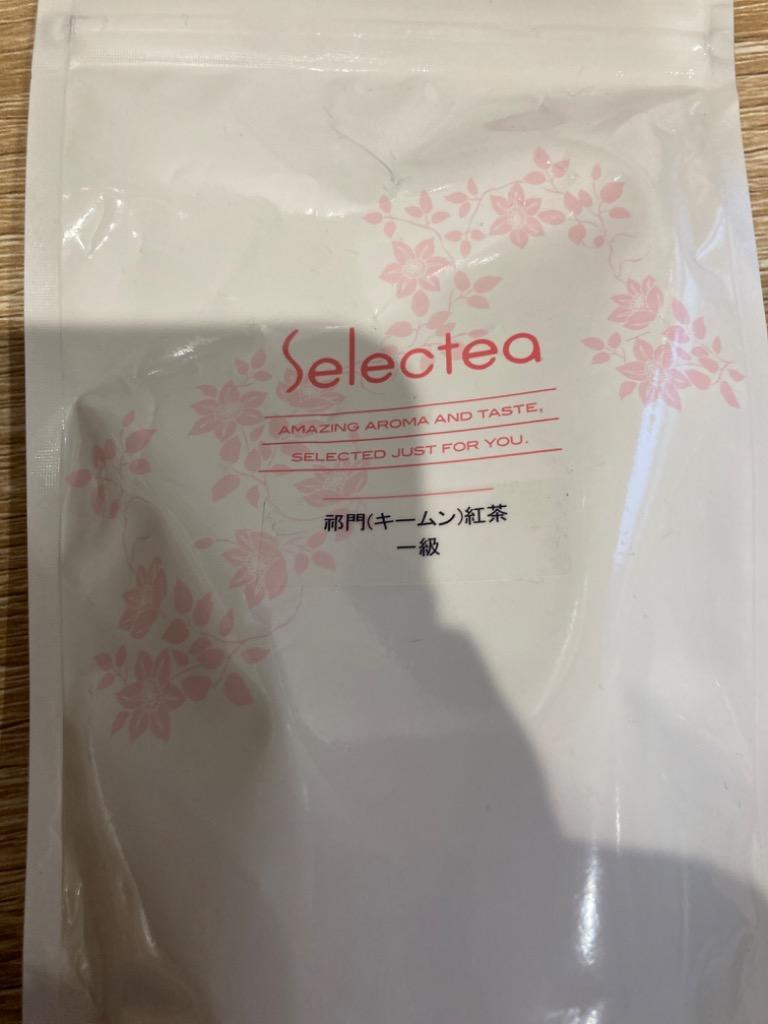 Selectea
AMAZING AROMA AND TASTE,
SELECTED JUST FOR YOU.
祁門(キームン)紅茶
一級